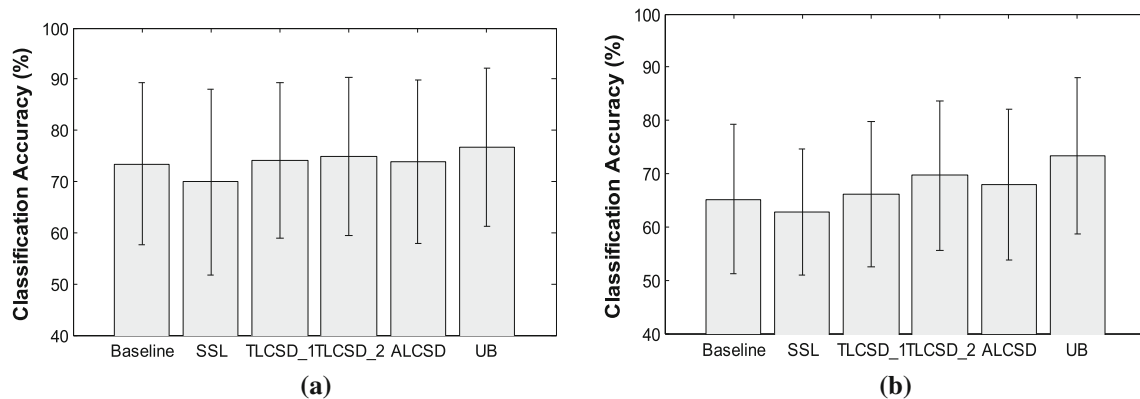 Classification Accuracy (%)
100
90
80
70
60
50
40
Baseline SSL TLCSD_1 TLCSD_2 ALCSD UB
(a)
Classification Accuracy (%)
100
90
80
70
60
50
40
Baseline SSL TLCSD_1 TLCSD_2 ALCSD UB
(b)